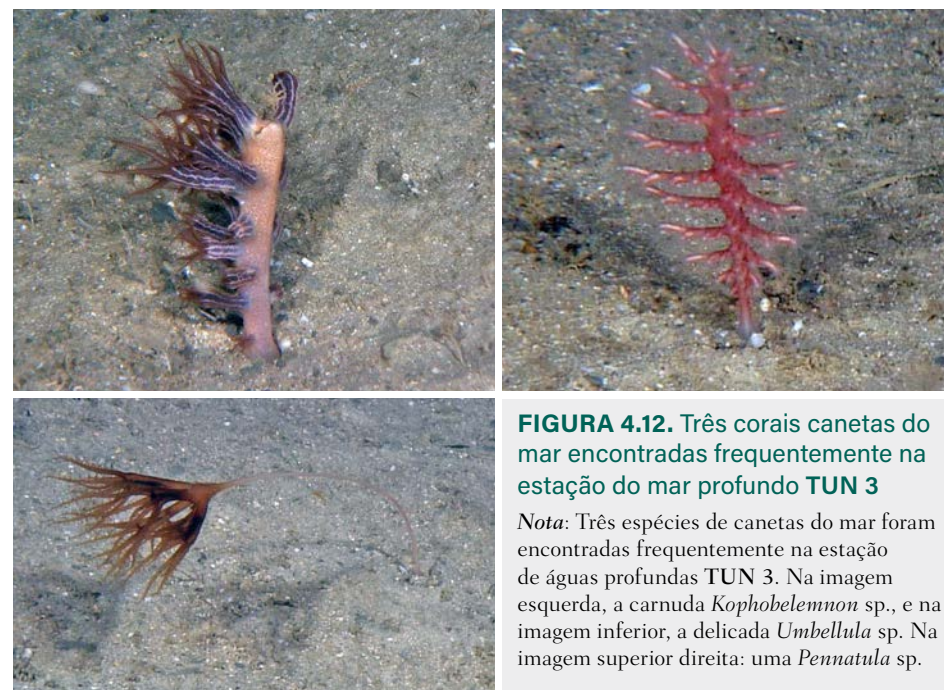 FIGURA 4.12. Três corais canetas do
mar encontradas frequentemente na
estação do mar profundo TUN 3
Nota: Três espécies de canetas do mar foram
encontradas frequentemente na estação
de águas profundas TUN 3. Na imagem
esquerda, a carnuda Kophobelemnon sp., e na
imagem inferior, a delicada Umbellula sp. Na
imagem superior direita: uma Pennatula sp.